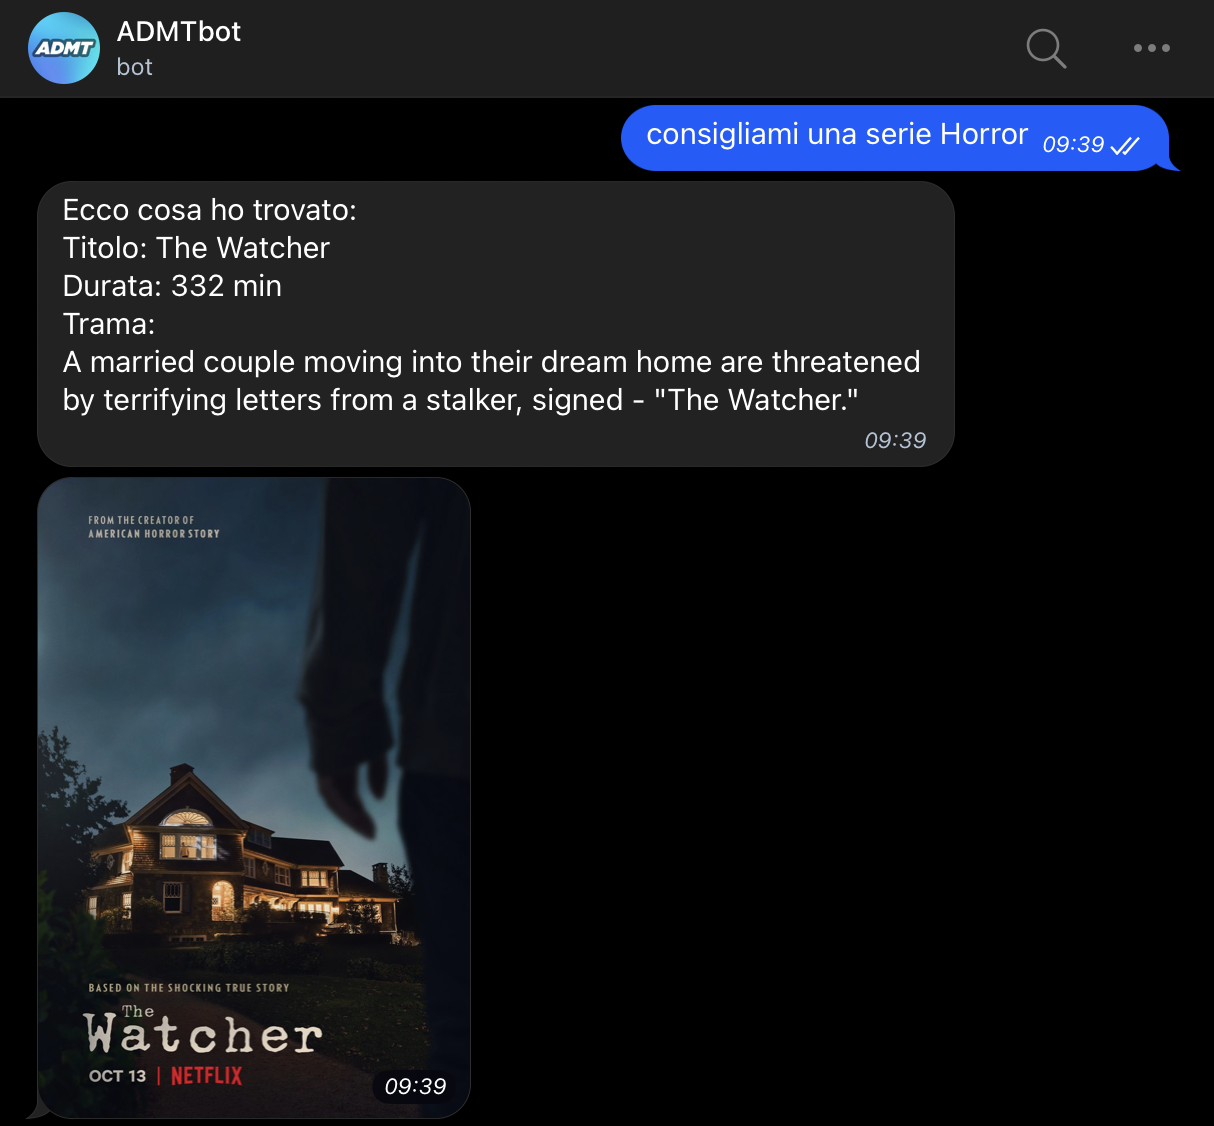 ADMT
ADMTbot
bot
consigliami una serie Horror 09:39
Ecco cosa ho trovato:
Titolo: The Watcher
Durata: 332 min
Trama:
A married couple moving into their dream home are threatened
by terrifying letters from a stalker, signed - "The Watcher."
09:39
FROM THE CREATOR OF
AMERICAN HORROR STORY
BASED ON THE SHOCKING TRUE STORY
The
Watcher
OCT 13 | NETFLIX
09:39